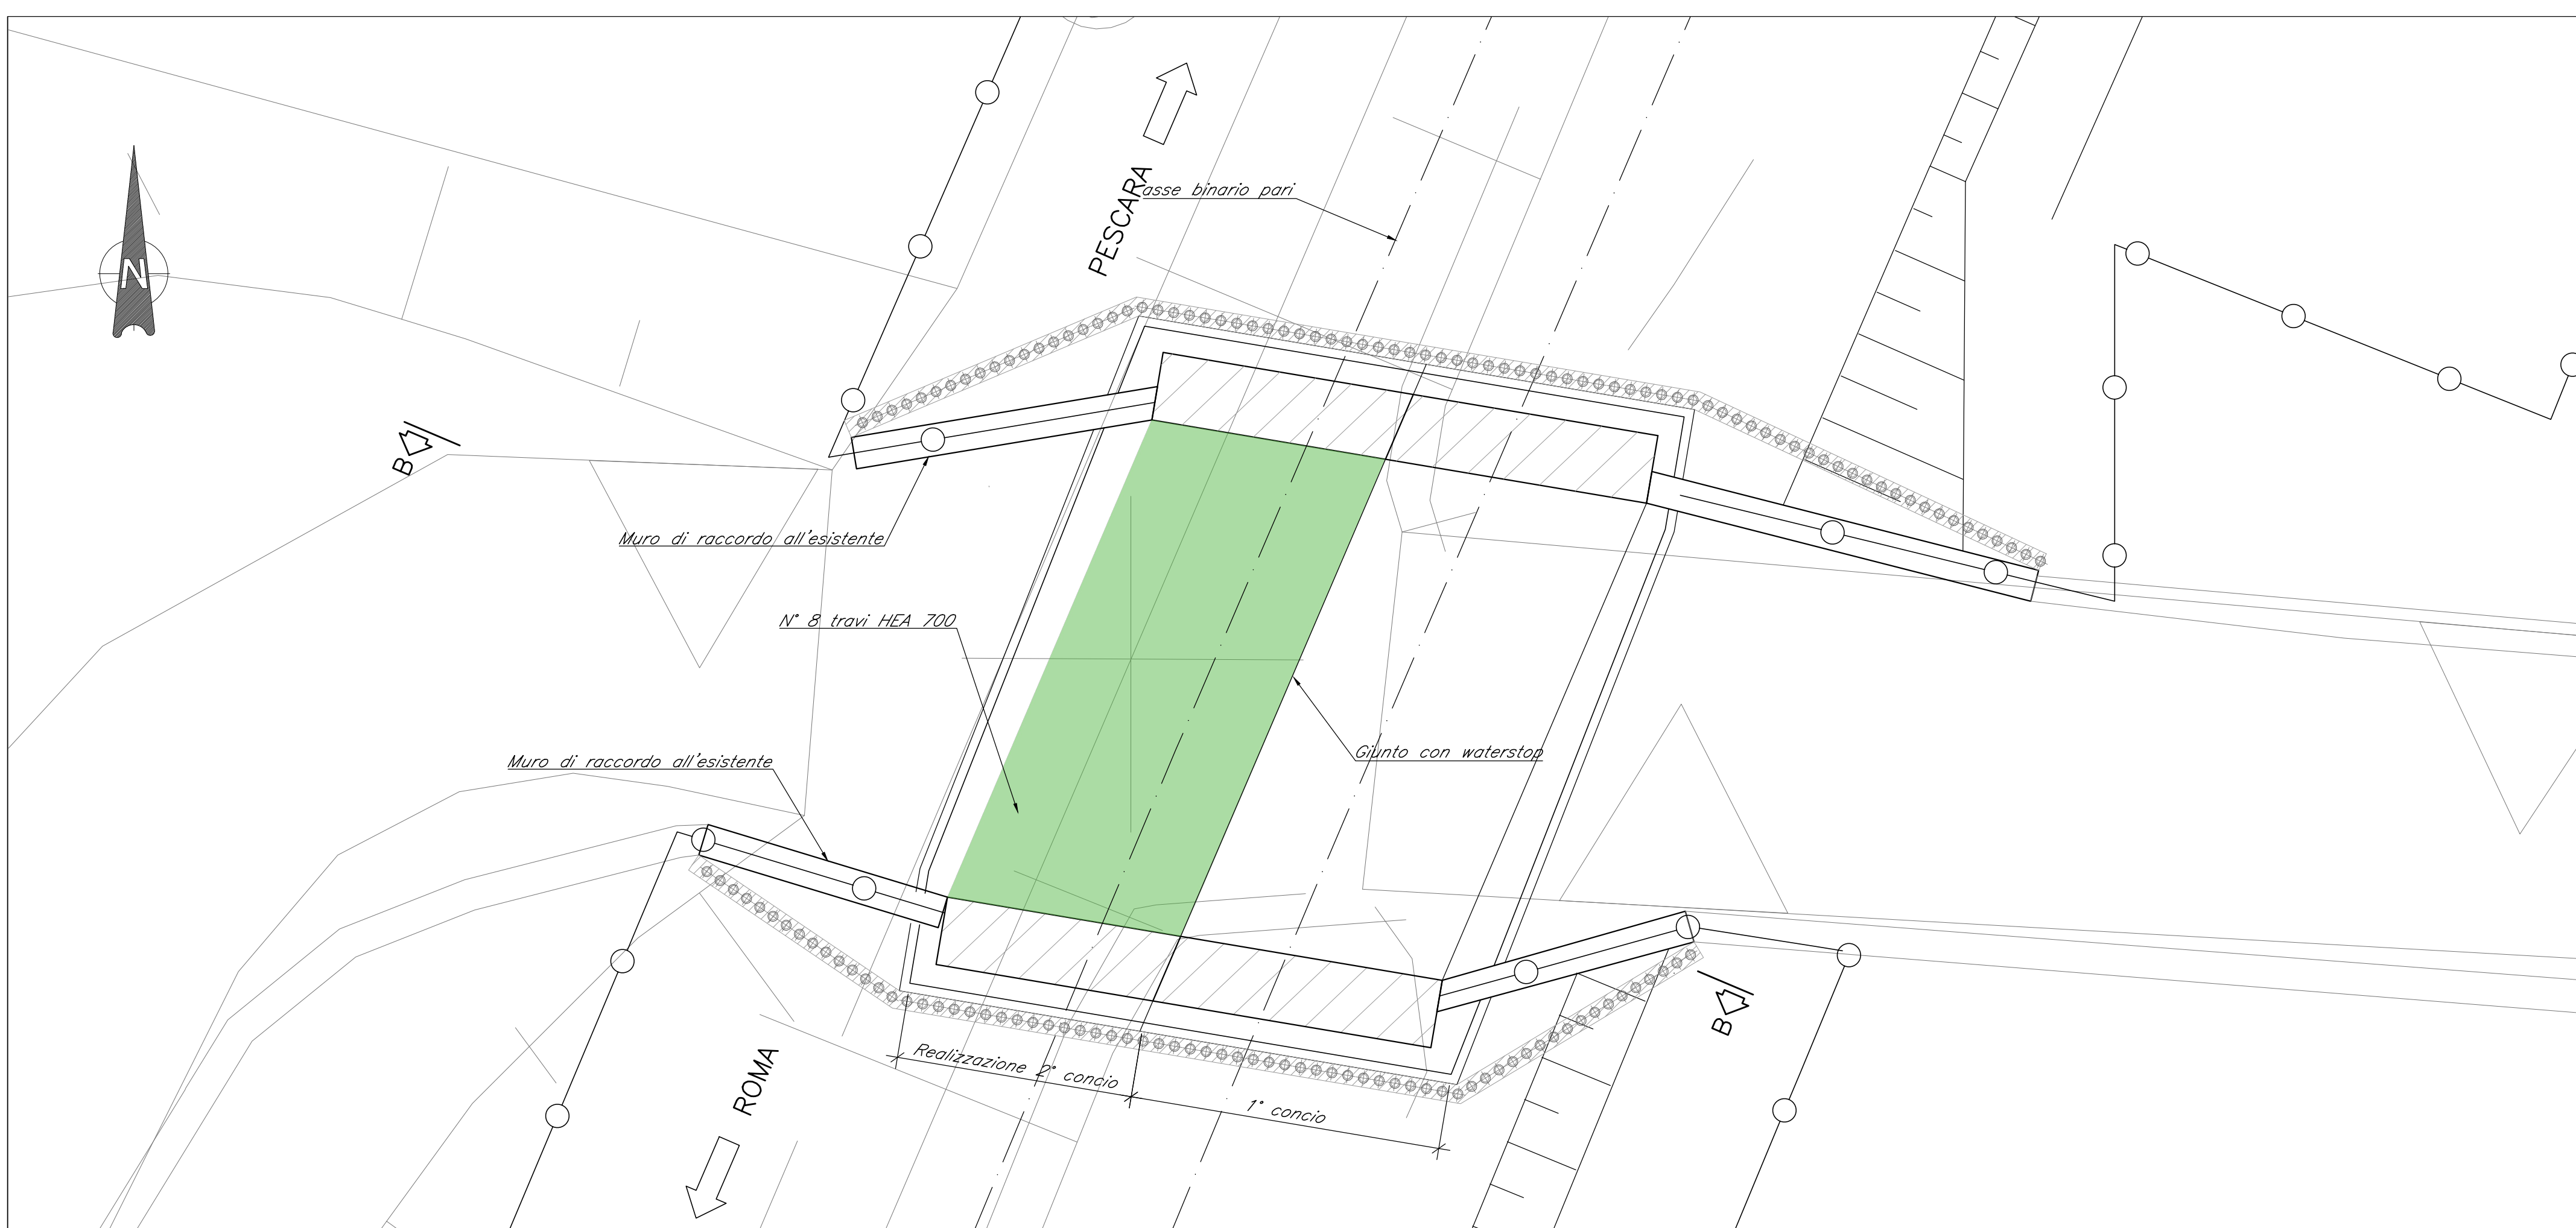 PESCARA
asse binario pari
N
B
Muro di raccordo all'esistente
N° 8 travi HEA 700
Giunto con waterstop
Muro di raccordo all'esistente
B
ROMA
Realizzazione 2° concio
1° concio